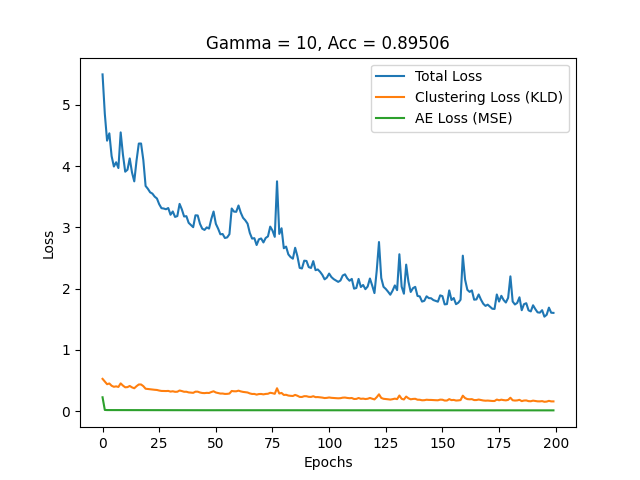 Gamma = 10, Acc = 0.89506
Total Loss
Clustering Loss (KLD)
AE Loss (MSE)
Loss
5
4
3
2
1
0
0 25 50 75 100 125 150 175 200
Epochs